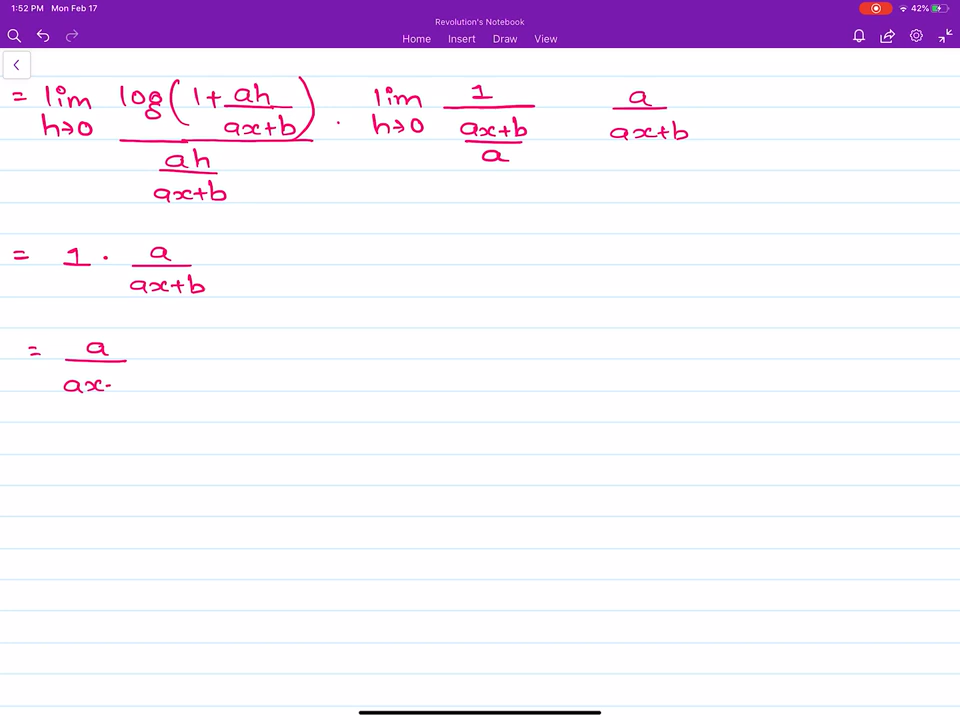 1:52 PM Mon Feb 17
42%
Revolution's Notebook
Home Insert Draw View
= lim h→0 log(1 + ah/(ax+b)) / (ah/(ax+b)) . lim h→0 1/((ax+b)/a) a/(ax+b)
= 1 . a/(ax+b)
= a/ax-